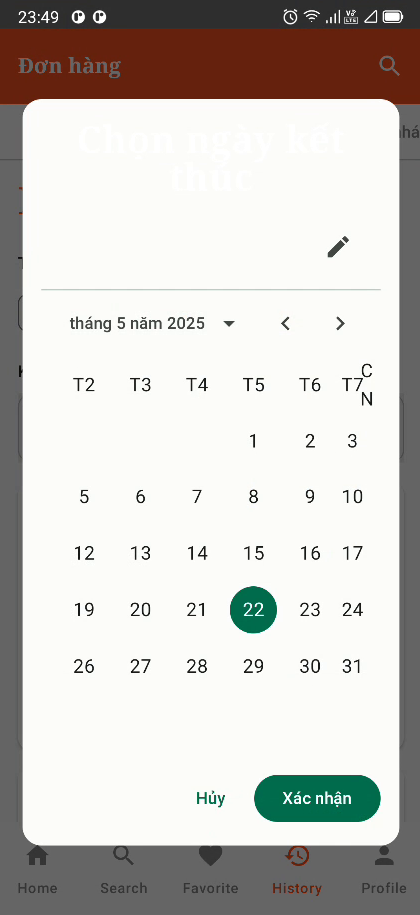 23:49
Đơn hàng
Chọn ngày kết
thúc
tháng 5 năm 2025
T2 T3 T4 T5 T6 T7 CN
1 2 3
5 6 7 8 9 10
12 13 14 15 16 17
19 20 21 22 23 24
26 27 28 29 30 31
Hủy Xác nhận
Home Search Favorite History Profile